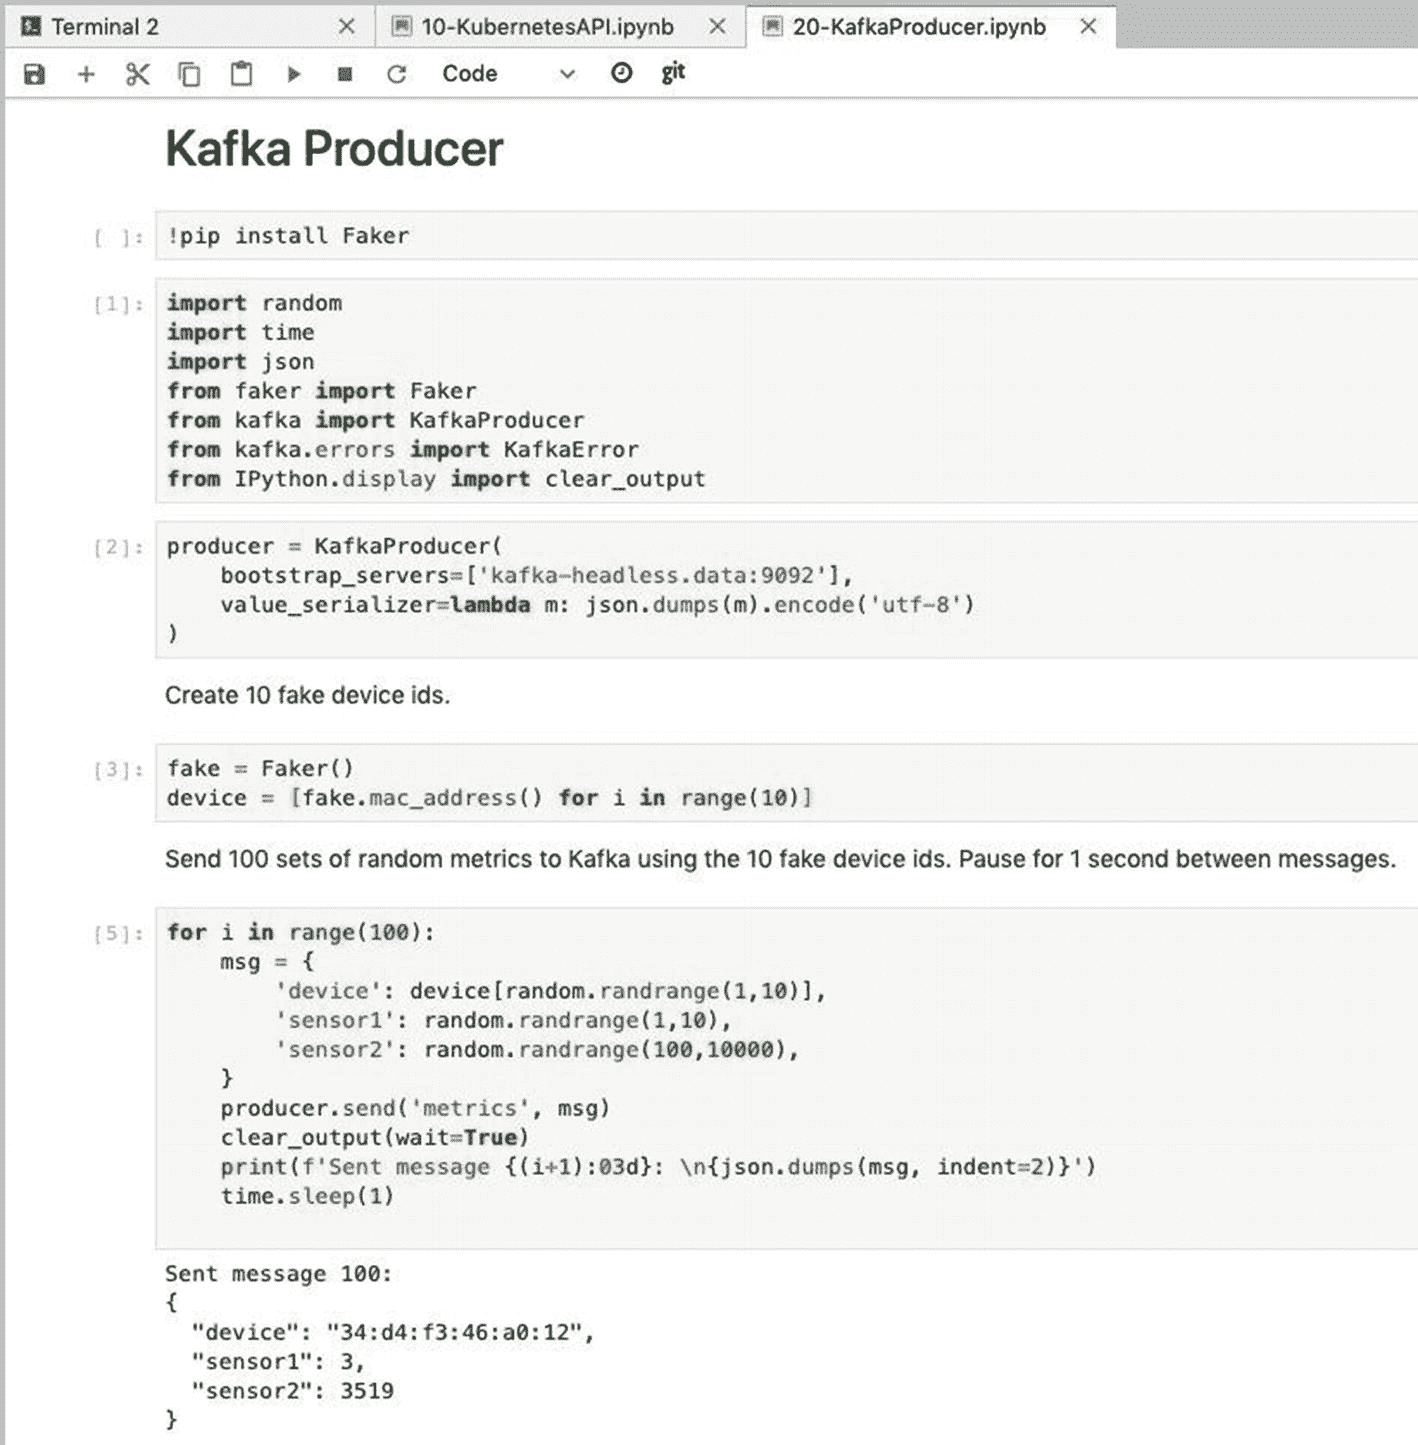 Terminal 2
10-KubernetesAPI.ipynb
20-KafkaProducer.ipynb
Code
git
Kafka Producer
[ ]: !pip install Faker
[1]: import random
import time
import json
from faker import Faker
from kafka import KafkaProducer
from kafka.errors import KafkaError
from IPython.display import clear_output
[2]: producer = KafkaProducer(
    bootstrap_servers=['kafka-headless.data:9092'],
    value_serializer=lambda m: json.dumps(m).encode('utf-8')
)
Create 10 fake device ids.
[3]: fake = Faker()
device = [fake.mac_address() for i in range(10)]
Send 100 sets of random metrics to Kafka using the 10 fake device ids. Pause for 1 second between messages.
[5]: for i in range(100):
    msg = {
        'device': device[random.randrange(1,10)],
        'sensor1': random.randrange(1,10),
        'sensor2': random.randrange(100,10000),
    }
    producer.send('metrics', msg)
    clear_output(wait=True)
    print(f'Sent message {(i+1):03d}: \n{json.dumps(msg, indent=2)}')
    time.sleep(1)
Sent message 100:
{
  "device": "34:d4:f3:46:a0:12",
  "sensor1": 3,
  "sensor2": 3519
}